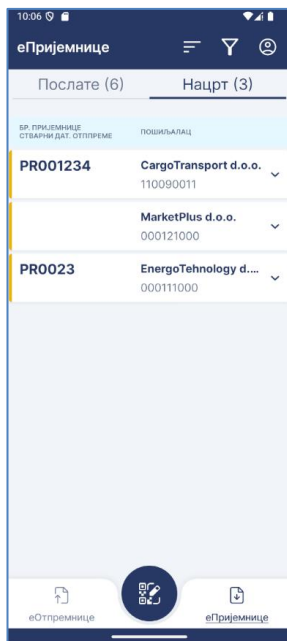 10:06
еПријемнице
Послате (6) Нацрт (3)
БР. ПРИЈЕМНИЦЕ
СТВАРНИ ДАТ. ОТППРЕМЕ ПОШИЉАЛАЦ
PR001234 CargoTransport d.o.o.
110090011
MarketPlus d.o.o.
000121000
PR0023 EnergoTehnology d....
000111000
еОтпремнице еПријемнице